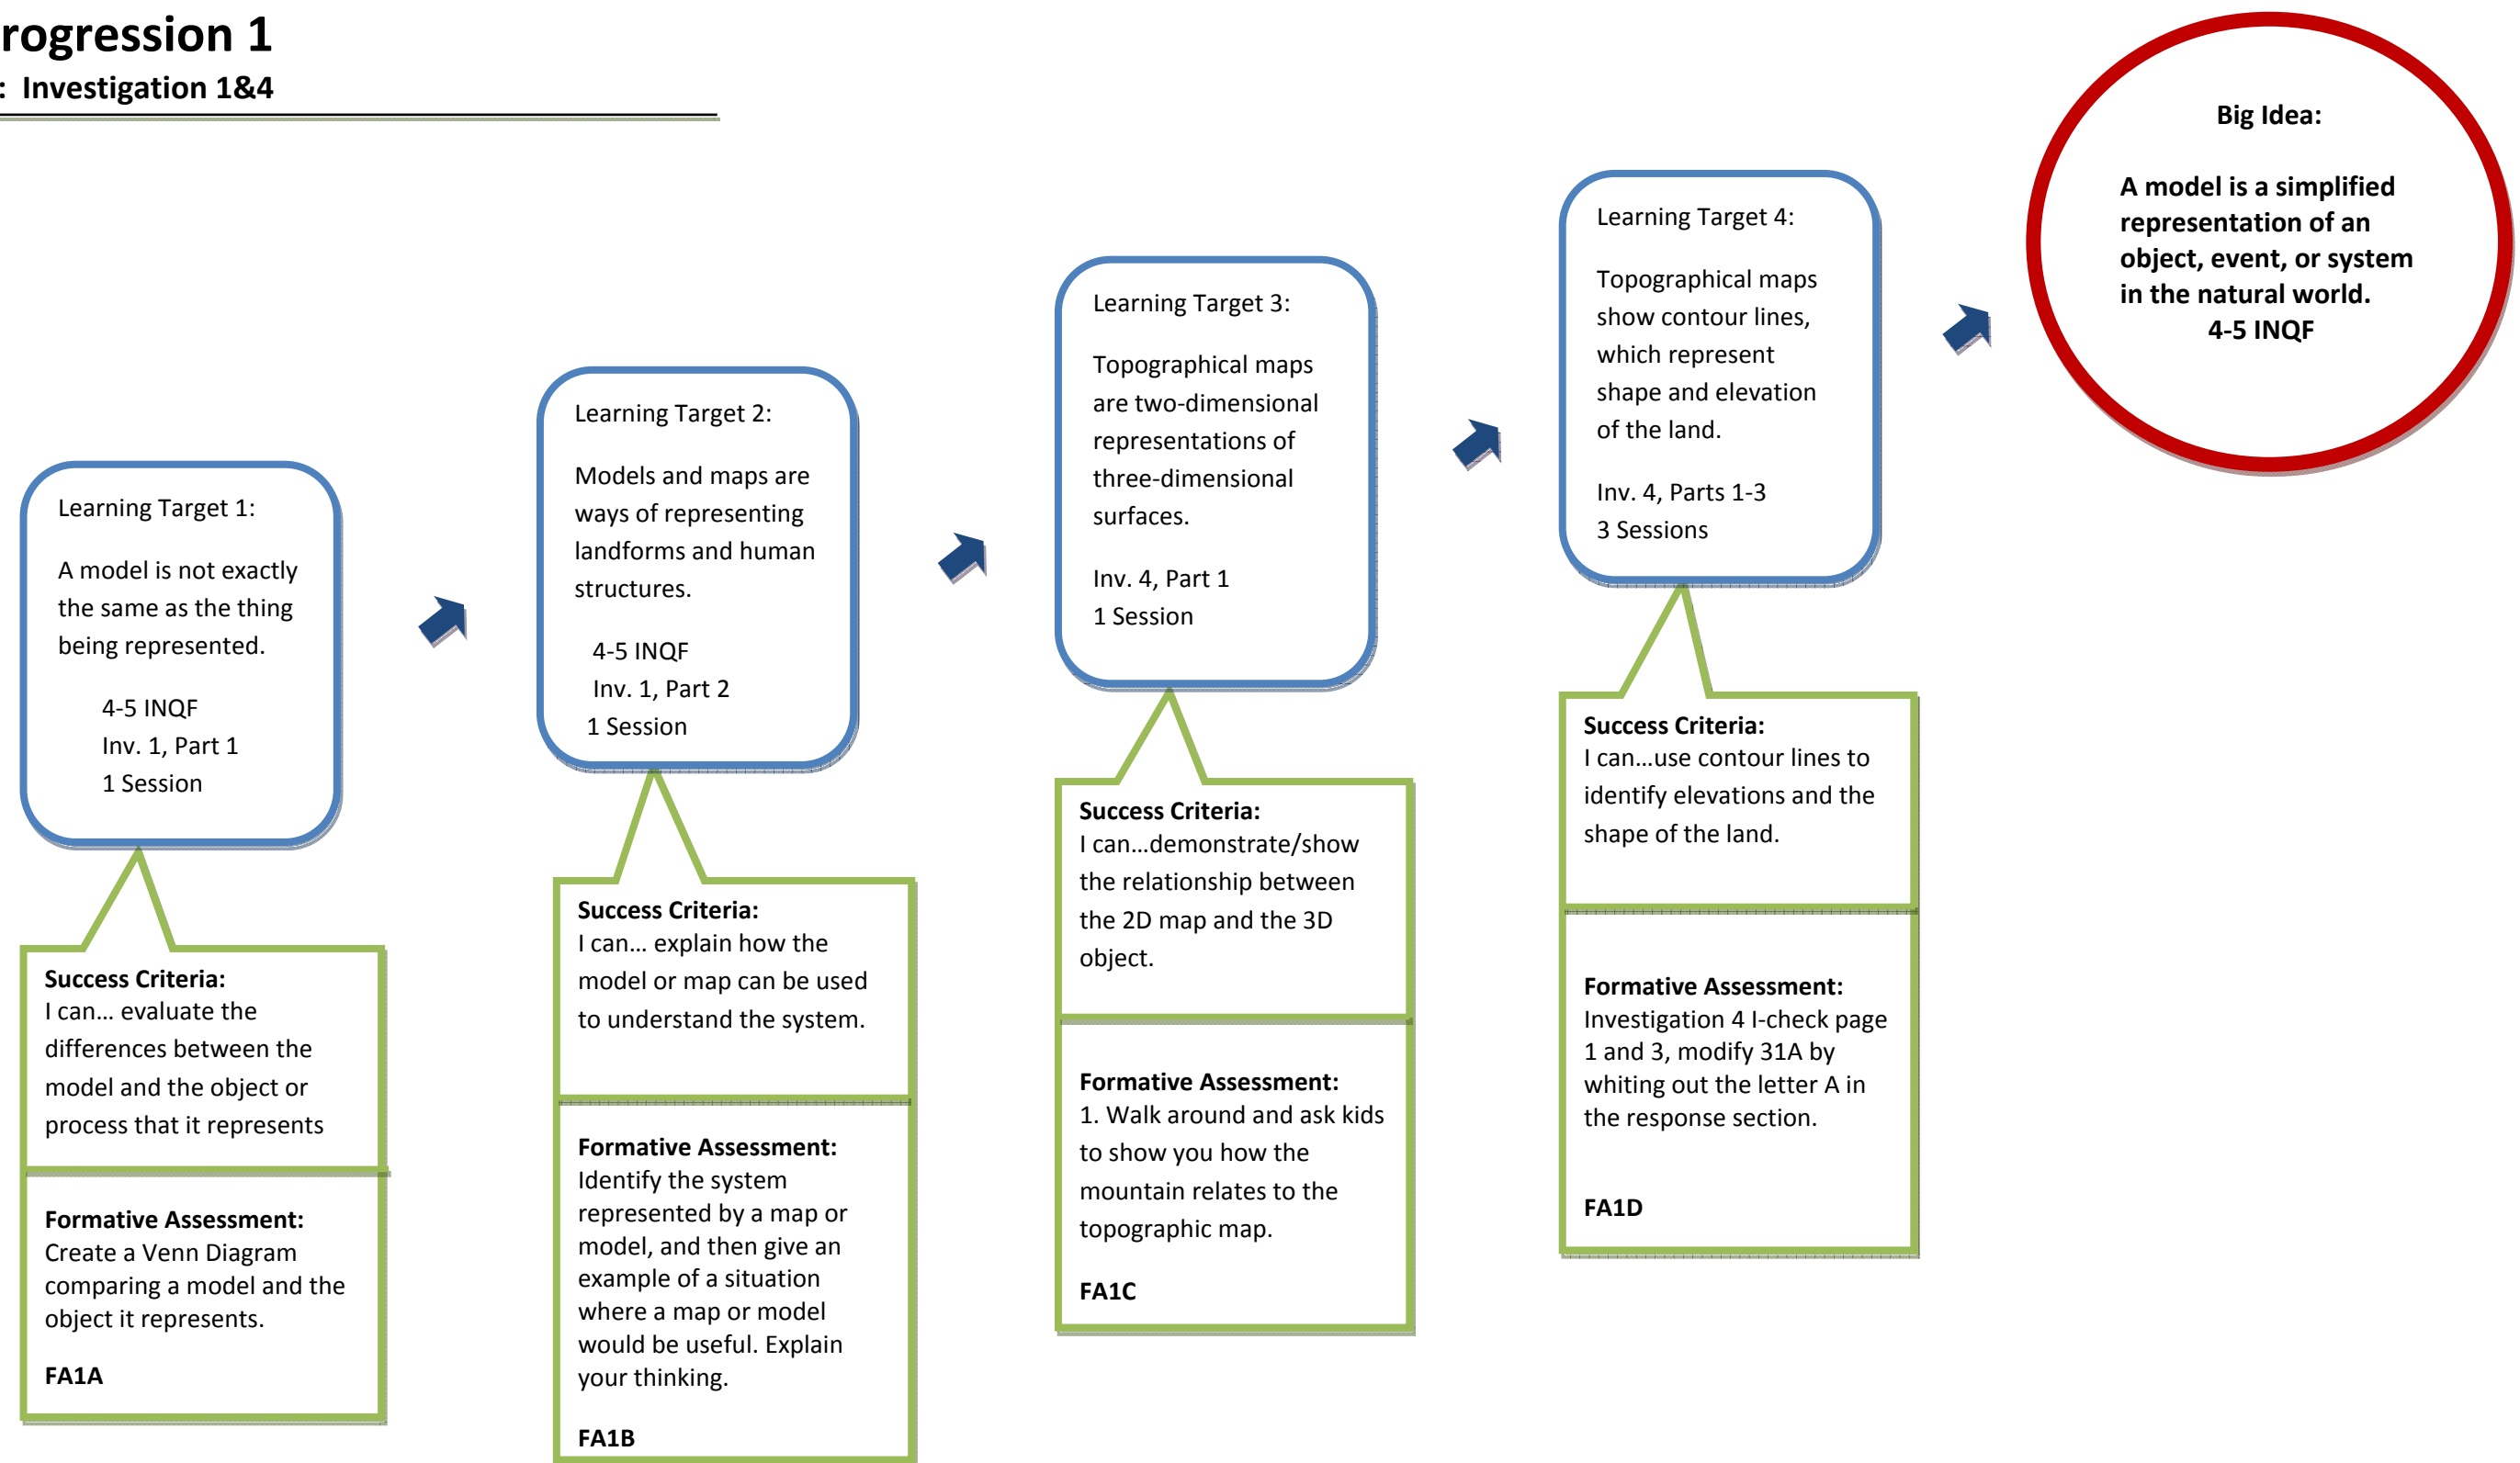 rogression 1
: Investigation 1&4
Learning Target 1:
A model is not exactly
the same as the thing
being represented.
4-5 INQF
Inv. 1, Part 1
1 Session
Success Criteria:
I can… evaluate the
differences between the
model and the object or
process that it represents
Formative Assessment:
Create a Venn Diagram
comparing a model and the
object it represents.
FA1A
Learning Target 2:
Models and maps are
ways of representing
landforms and human
structures.
4-5 INQF
Inv. 1, Part 2
1 Session
Success Criteria:
I can… explain how the
model or map can be used
to understand the system.
Formative Assessment:
Identify the system
represented by a map or
model, and then give an
example of a situation
where a map or model
would be useful. Explain
your thinking.
FA1B
Learning Target 3:
Topographical maps
are two-dimensional
representations of
three-dimensional
surfaces.
Inv. 4, Part 1
1 Session
Success Criteria:
I can…demonstrate/show
the relationship between
the 2D map and the 3D
object.
Formative Assessment:
1. Walk around and ask kids
to show you how the
mountain relates to the
topographic map.
FA1C
Learning Target 4:
Topographical maps
show contour lines,
which represent
shape and elevation
of the land.
Inv. 4, Parts 1-3
3 Sessions
Success Criteria:
I can…use contour lines to
identify elevations and the
shape of the land.
Formative Assessment:
Investigation 4 I-check page
1 and 3, modify 31A by
whiting out the letter A in
the response section.
FA1D
Big Idea:
A model is a simplified
representation of an
object, event, or system
in the natural world.
4-5 INQF